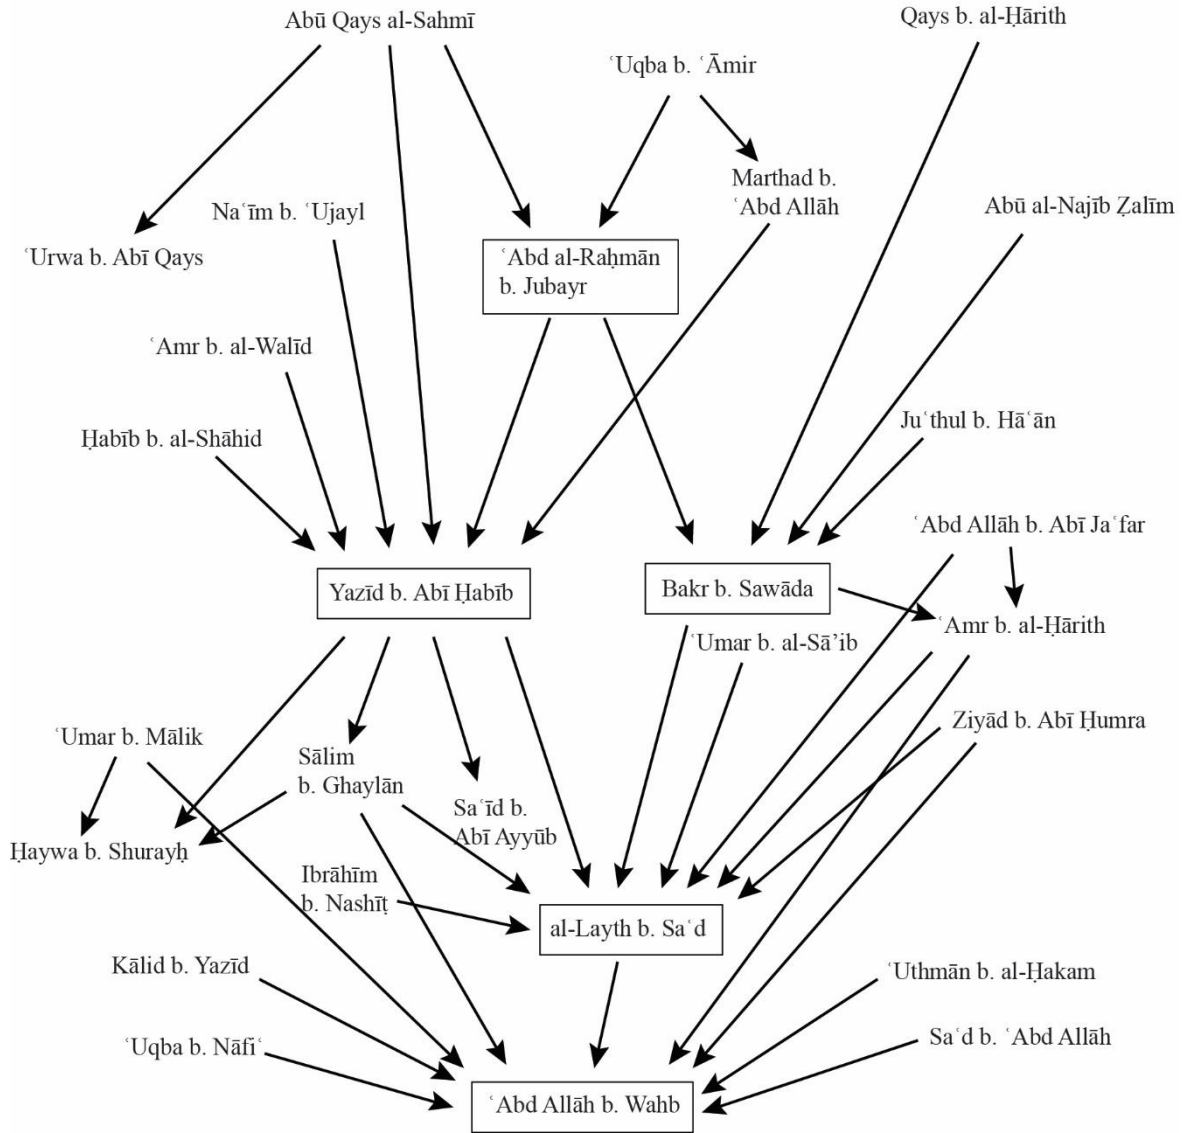 Abū Qays al-Sahmī
Qays b. al-Ḥārith
ʿUqba b. ʿĀmir
Marthad b.
ʿAbd Allāh
Naʿīm b. ʿUjayl
Abū al-Najīb Ẓalīm
ʿUrwa b. Abī Qays
ʿAbd al-Raḥmān
b. Jubayr
ʿAmr b. al-Walīd
Ḥabīb b. al-Shāhid
Juʿthul b. Hāʿān
ʿAbd Allāh b. Abī Jaʿfar
Yazīd b. Abī Ḥabīb
Bakr b. Sawāda
ʿAmr b. al-Ḥārith
ʿUmar b. al-Sā’ib
Ziyād b. Abī Ḥumra
ʿUmar b. Mālik
Sālim
b. Ghaylān
Saʿīd b.
Abī Ayyūb
Ḥaywa b. Shurayḥ
Ibrāhīm
b. Nashīṭ
al-Layth b. Saʿd
Kālid b. Yazīd
ʿUthmān b. al-Ḥakam
ʿUqba b. Nāfiʿ
Saʿd b. ʿAbd Allāh
ʿAbd Allāh b. Wahb